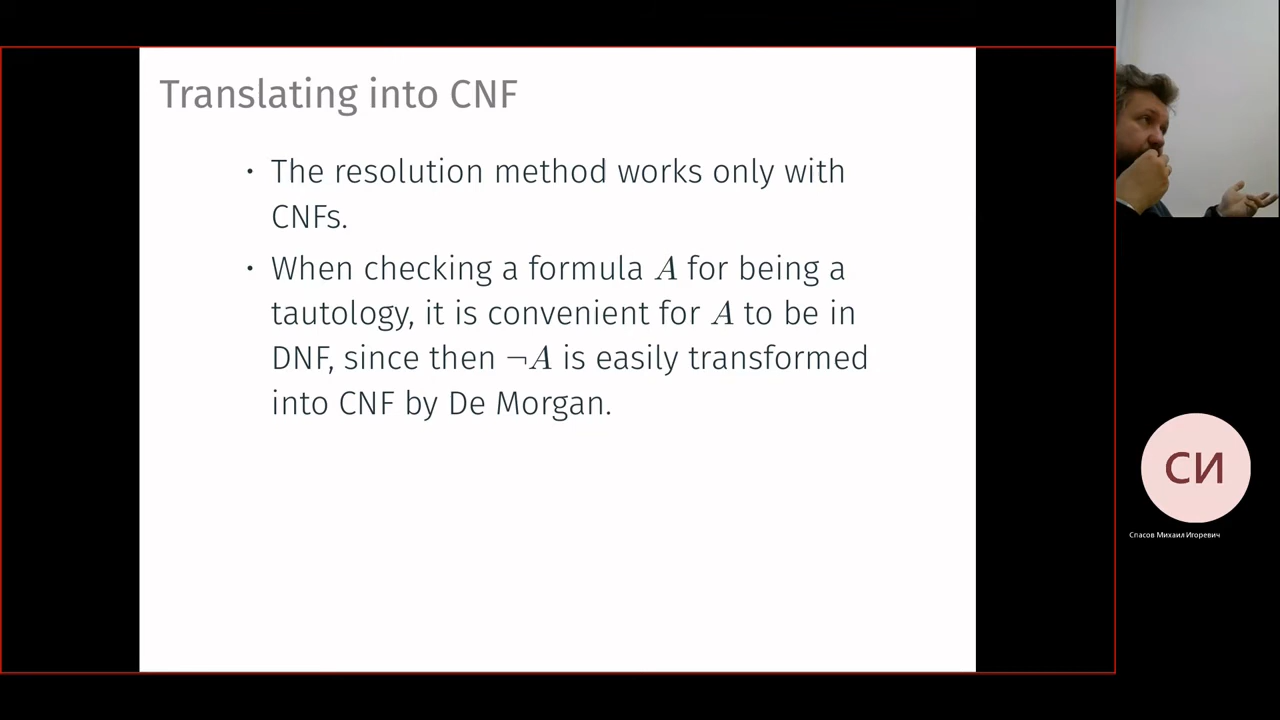 Translating into CNF
· The resolution method works only with
CNFs.
· When checking a formula A for being a
tautology, it is convenient for A to be in
DNF, since then ¬A is easily transformed
into CNF by De Morgan.
СИ
Спасов Михаил Игоревич